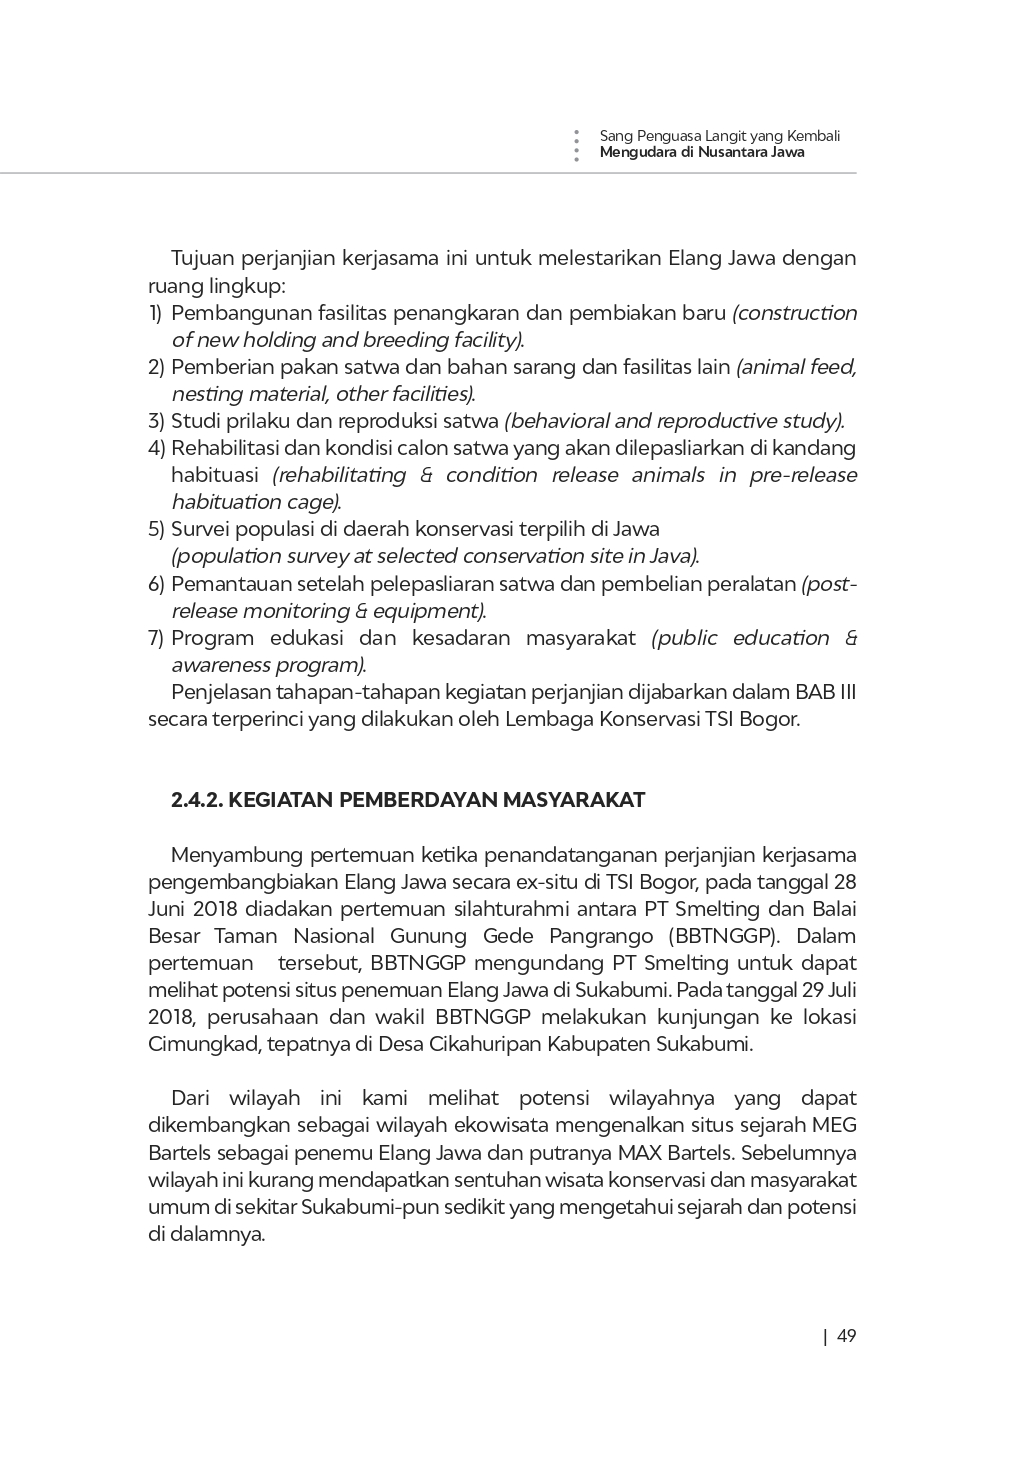 Sang Penguasa Langit yang Kembali
Mengudara di Nusantara Jawa
Tujuan perjanjian kerjasama ini untuk melestarikan Elang Jawa dengan
ruang lingkup:
1) Pembangunan fasilitas penangkaran dan pembiakan baru (construction
of new holding and breeding facility).
2) Pemberian pakan satwa dan bahan sarang dan fasilitas lain (animal feed,
nesting material, other facilities).
3) Studi prilaku dan reproduksi satwa (behavioral and reproductive study).
4) Rehabilitasi dan kondisi calon satwa yang akan dilepasliarkan di kandang
habituasi (rehabilitating & condition release animals in pre-release
habituation cage).
5) Survei populasi di daerah konservasi terpilih di Jawa
(population survey at selected conservation site in Java).
6) Pemantauan setelah pelepasliaran satwa dan pembelian peralatan (post-
release monitoring & equipment).
7) Program edukasi dan kesadaran masyarakat (public education &
awareness program).
Penjelasan tahapan-tahapan kegiatan perjanjian dijabarkan dalam BAB III
secara terperinci yang dilakukan oleh Lembaga Konservasi TSI Bogor.
2.4.2. KEGIATAN PEMBERDAYAN MASYARAKAT
Menyambung pertemuan ketika penandatanganan perjanjian kerjasama
pengembangbiakan Elang Jawa secara ex-situ di TSI Bogor, pada tanggal 28
Juni 2018 diadakan pertemuan silahturahmi antara PT Smelting dan Balai
Besar Taman Nasional Gunung Gede Pangrango (BBTNGGP). Dalam
pertemuan tersebut, BBTNGGP mengundang PT Smelting untuk dapat
melihat potensi situs penemuan Elang Jawa di Sukabumi. Pada tanggal 29 Juli
2018, perusahaan dan wakil BBTNGGP melakukan kunjungan ke lokasi
Cimungkad, tepatnya di Desa Cikahuripan Kabupaten Sukabumi.
Dari wilayah ini kami melihat potensi wilayahnya yang dapat
dikembangkan sebagai wilayah ekowisata mengenalkan situs sejarah MEG
Bartels sebagai penemu Elang Jawa dan putranya MAX Bartels. Sebelumnya
wilayah ini kurang mendapatkan sentuhan wisata konservasi dan masyarakat
umum di sekitar Sukabumi-pun sedikit yang mengetahui sejarah dan potensi
di dalamnya.
| 49